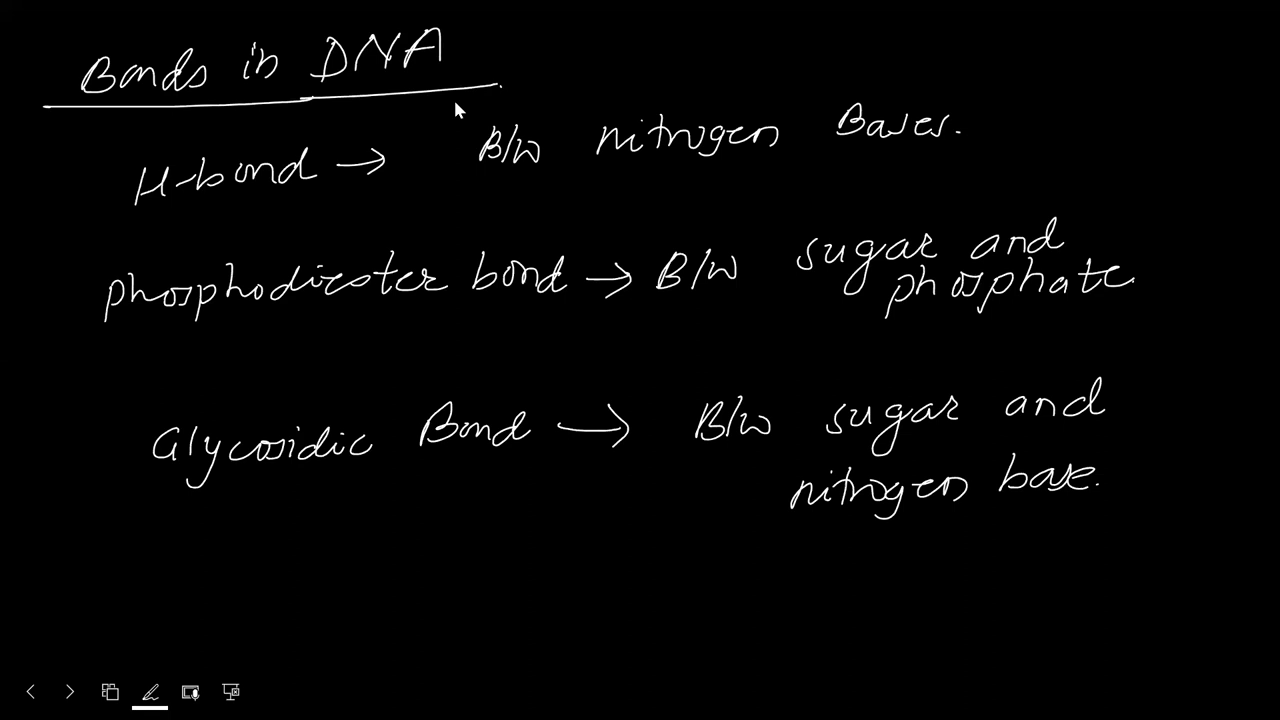 Bonds in DNA
H-bond → B/w nitrogen Bases.
phosphodiester bond → B/w sugar and
phosphate
Glycosidic Bond → B/w sugar and
nitrogen base.